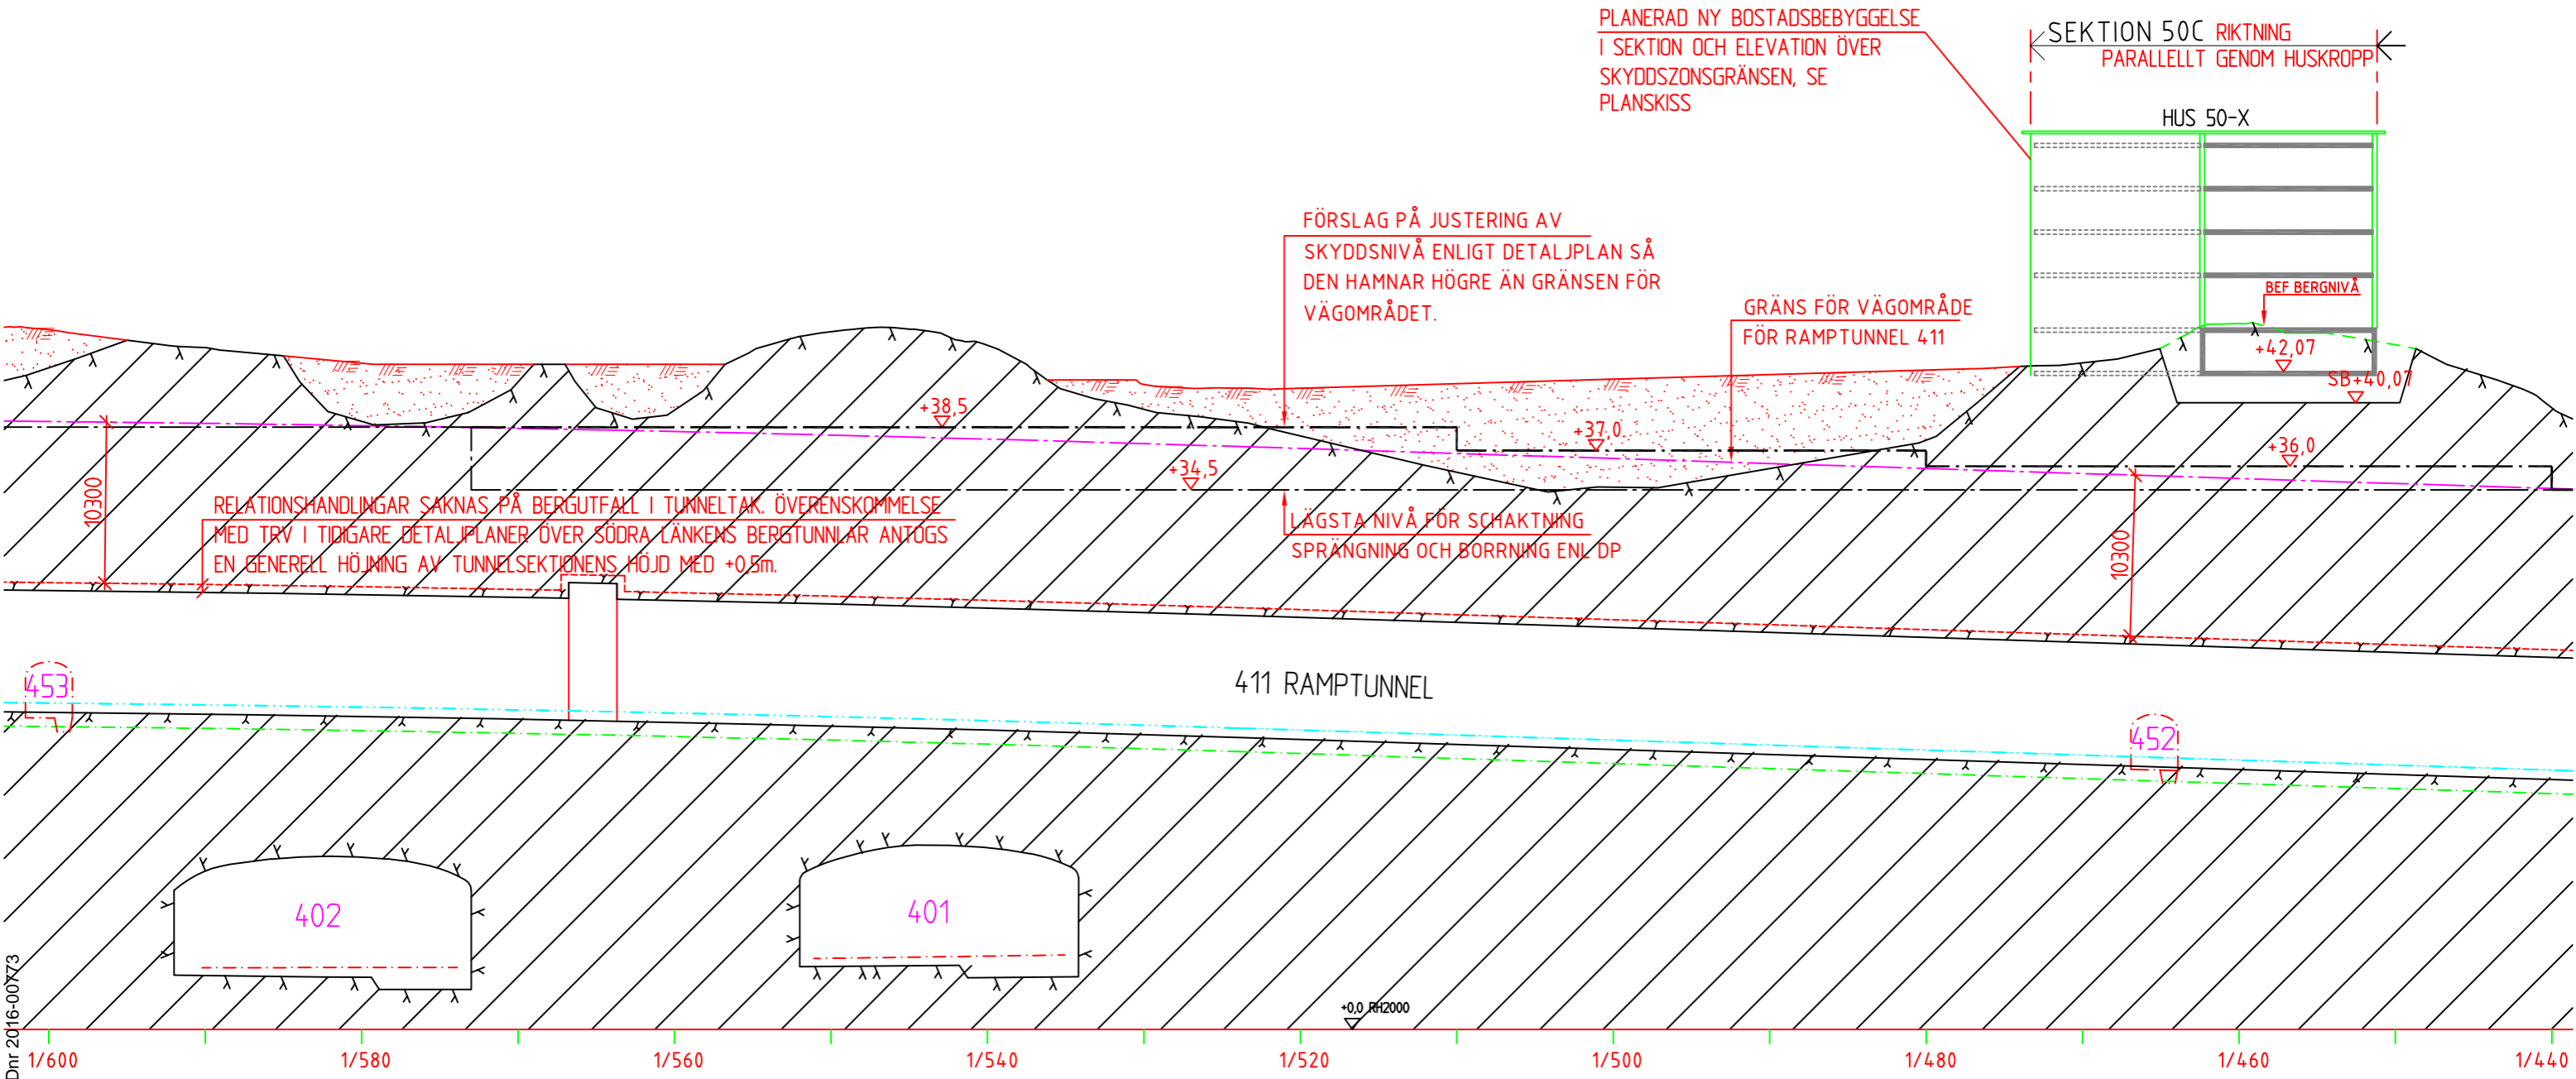 PLANERAD NY BOSTADSBEBYGGELSE
I SEKTION OCH ELEVATION ÖVER
SKYDDSZONSGRÄNSEN, SE
PLANSKISS
SEKTION 50C RIKTNING
PARALLELLT GENOM HUSKROPP
HUS 50-X
FÖRSLAG PÅ JUSTERING AV
SKYDDSNIVÅ ENLIGT DETALJPLAN SÅ
DEN HAMNAR HÖGRE ÄN GRÄNSEN FÖR
VÄGOMRÅDET.
GRÄNS FÖR VÄGOMRÅDE
FÖR RAMPTUNNEL 411
BEF BERGNIVÅ
+42,07
SB+40,07
+38,5
+37,0
+36,0
+34,5
10300
RELATIONSHANDLINGAR SAKNAS PÅ BERGUTFALL I TUNNELTAK. ÖVERENSKOMMELSE
MED TRV I TIDIGARE DETALJPLANER ÖVER SÖDRA LÄNKENS BERGTUNNLAR ANTOGS
EN GENERELL HÖJNING AV TUNNELSEKTIONENS HÖJD MED +0,5m.
LÄGSTA NIVÅ FÖR SCHAKTNING
SPRÄNGNING OCH BORRNING ENL DP
10300
453
411 RAMPTUNNEL
452
402
401
+0,0 RH2000
Dnr 2016-00773
1/600
1/580
1/560
1/540
1/520
1/500
1/480
1/460
1/440